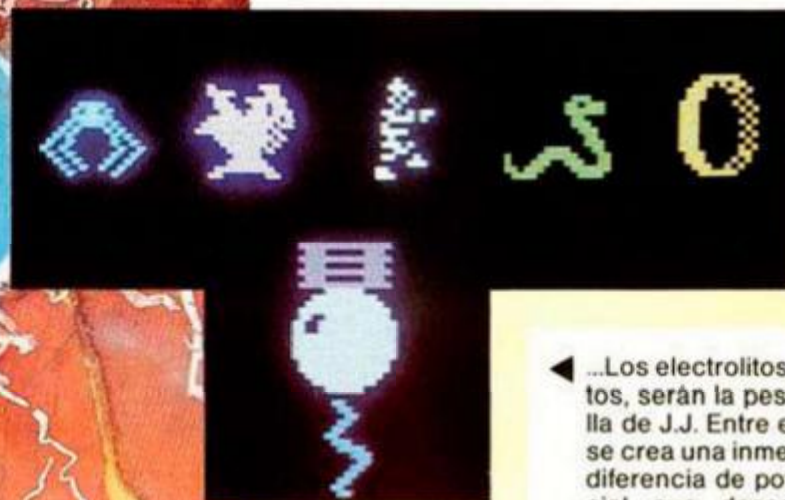 ...Los electrolitos
tos, serán la pes
lla de J.J. Entre e
se crea una inme
diferencia de po